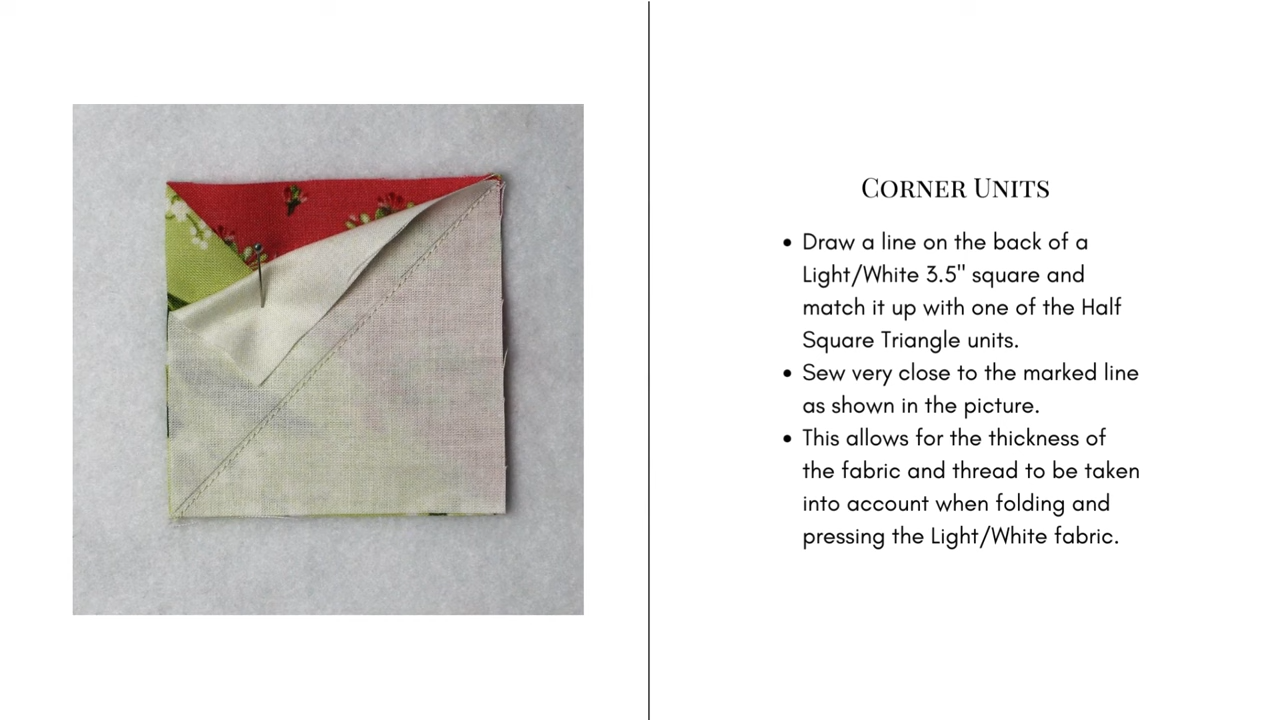 Corner Units
• Draw a line on the back of a
Light/White 3.5" square and
match it up with one of the Half
Square Triangle units.
• Sew very close to the marked line
as shown in the picture.
• This allows for the thickness of
the fabric and thread to be taken
into account when folding and
pressing the Light/White fabric.